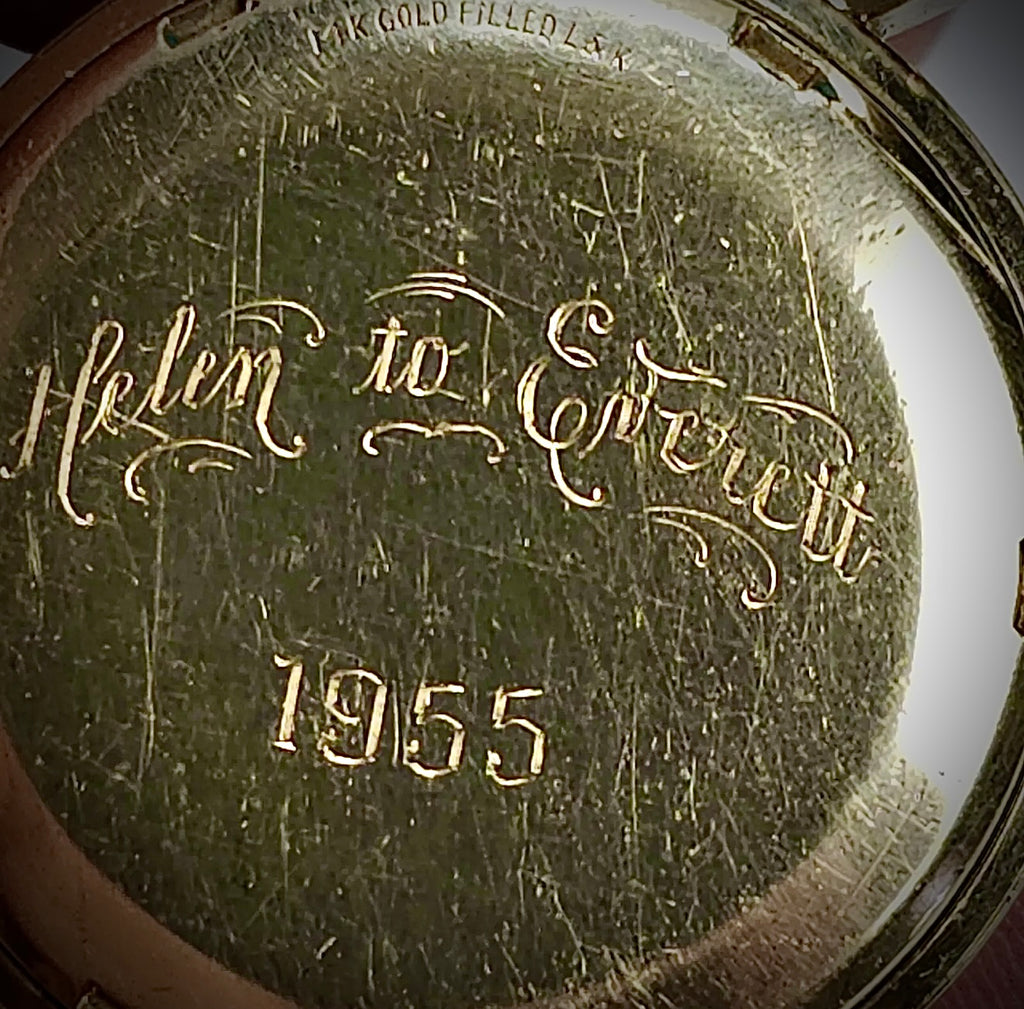 14K GOLD FILLED L & K
Helen to Everett
1955